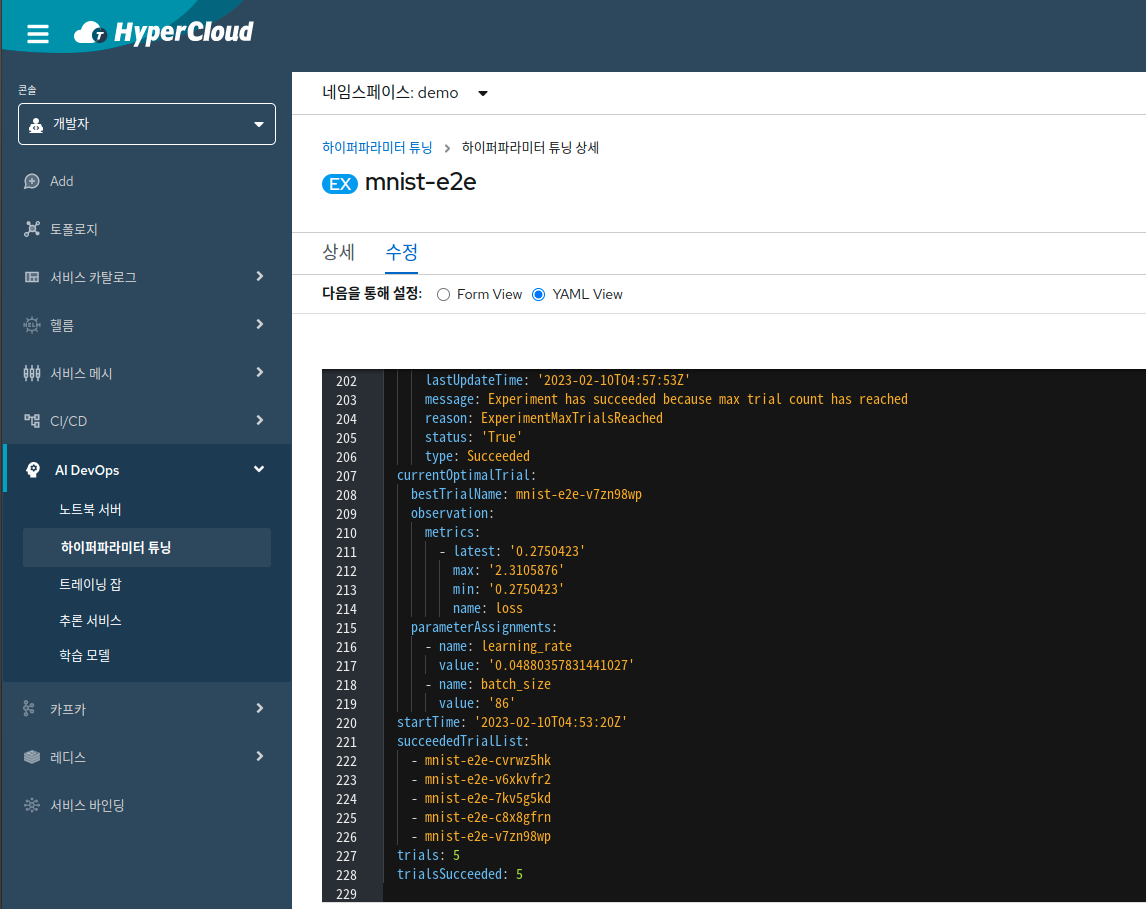 HyperCloud
콘솔
개발자
Add
토폴로지
서비스 카탈로그
헬름
서비스 메시
CI/CD
AI DevOps
노트북 서버
하이퍼파라미터 튜닝
트레이닝 잡
추론 서비스
학습 모델
카프카
레디스
서비스 바인딩
네임스페이스: demo
하이퍼파라미터 튜닝 > 하이퍼파라미터 튜닝 상세
EX mnist-e2e
상세 수정
다음을 통해 설정: Form View YAML View
202 lastUpdateTime: '2023-02-10T04:57:53Z'
203 message: Experiment has succeeded because max trial count has reached
204 reason: ExperimentMaxTrialsReached
205 status: 'True'
206 type: Succeeded
207 currentOptimalTrial:
208 bestTrialName: mnist-e2e-v7zn98wp
209 observation:
210 metrics:
211 - latest: '0.2750423'
212 max: '2.3105876'
213 min: '0.2750423'
214 name: loss
215 parameterAssignments:
216 - name: learning_rate
217 value: '0.04880357831441027'
218 - name: batch_size
219 value: '86'
220 startTime: '2023-02-10T04:53:20Z'
221 succeededTrialList:
222 - mnist-e2e-cvrwz5hk
223 - mnist-e2e-v6xkvfr2
224 - mnist-e2e-7kv5g5kd
225 - mnist-e2e-c8x8gfrn
226 - mnist-e2e-v7zn98wp
227 trials: 5
228 trialsSucceeded: 5
229